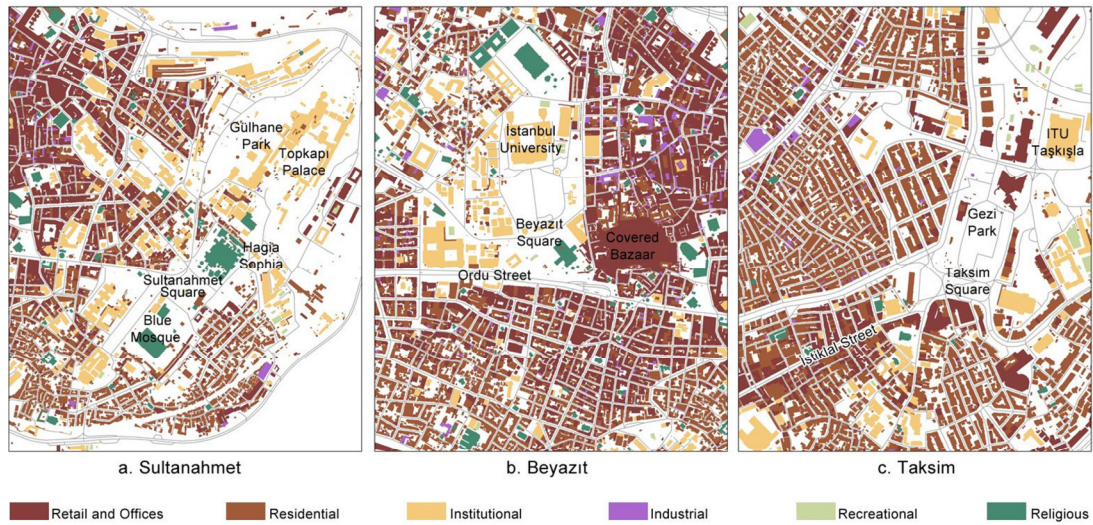 Gülhane
Park
Topkapı
Palace
Hagia
Sophia
Sultanahmet
Square
Blue
Mosque
a. Sultanahmet
İstanbul
University
Beyazıt
Square
Covered
Bazaar
Ordu Street
b. Beyazıt
ITU
Taşkışla
Gezi
Park
Taksim
Square
İstiklal Street
c. Taksim
Retail and Offices
Residential
Institutional
Industrial
Recreational
Religious